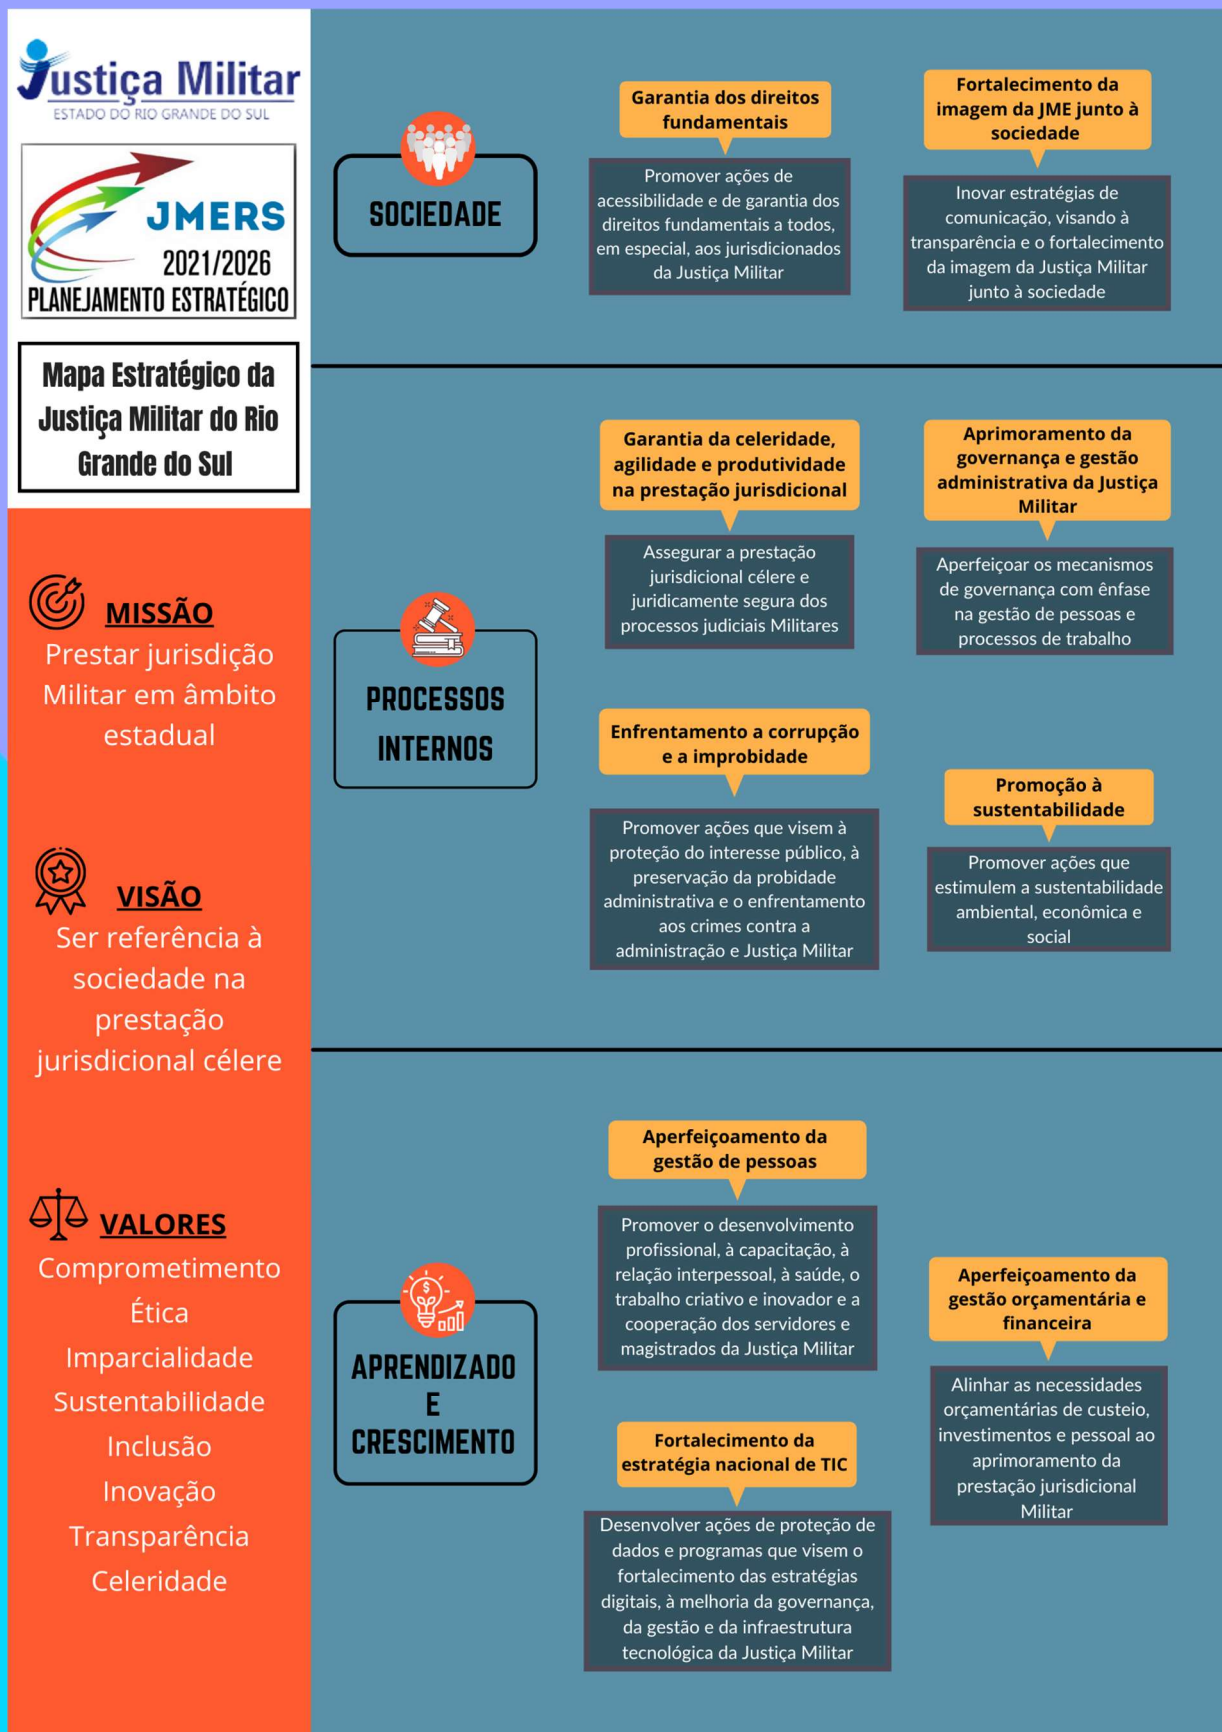 Justiça Militar
ESTADO DO RIO GRANDE DO SUL
JMERS
2021/2026
PLANEJAMENTO ESTRATÉGICO
Mapa Estratégico da
Justiça Militar do Rio
Grande do Sul
MISSÃO
Prestar jurisdição
Militar em âmbito
estadual
VISÃO
Ser referência à
sociedade na
prestação
jurisdicional célere
VALORES
Comprometimento
Ética
Imparcialidade
Sustentabilidade
Inclusão
Inovação
Transparência
Celeridade
SOCIEDADE
Garantia dos direitos
fundamentais
Promover ações de
acessibilidade e de garantia dos
direitos fundamentais a todos,
em especial, aos jurisdicionados
da Justiça Militar
Fortalecimento da
imagem da JME junto à
sociedade
Inovar estratégias de
comunicação, visando à
transparência e o fortalecimento
da imagem da Justiça Militar
junto à sociedade
PROCESSOS
INTERNOS
Garantia da celeridade,
agilidade e produtividade
na prestação jurisdicional
Assegurar a prestação
jurisdicional célere e
juridicamente segura dos
processos judiciais Militares
Aprimoramento da
governança e gestão
administrativa da Justiça
Militar
Aperfeiçoar os mecanismos
de governança com ênfase
na gestão de pessoas e
processos de trabalho
Enfrentamento a corrupção
e a improbidade
Promover ações que visem à
proteção do interesse público, à
preservação da probidade
administrativa e o enfrentamento
aos crimes contra a
administração e Justiça Militar
Promoção à
sustentabilidade
Promover ações que
estimulem a sustentabilidade
ambiental, econômica e
social
APRENDIZADO
E
CRESCIMENTO
Aperfeiçoamento da
gestão de pessoas
Promover o desenvolvimento
profissional, à capacitação, à
relação interpessoal, à saúde, o
trabalho criativo e inovador e a
cooperação dos servidores e
magistrados da Justiça Militar
Aperfeiçoamento da
gestão orçamentária e
financeira
Alinhar as necessidades
orçamentárias de custeio,
investimentos e pessoal ao
aprimoramento da
prestação jurisdicional
Militar
Fortalecimento da
estratégia nacional de TIC
Desenvolver ações de proteção de
dados e programas que visem o
fortalecimento das estratégias
digitais, à melhoria da governança,
da gestão e da infraestrutura
tecnológica da Justiça Militar